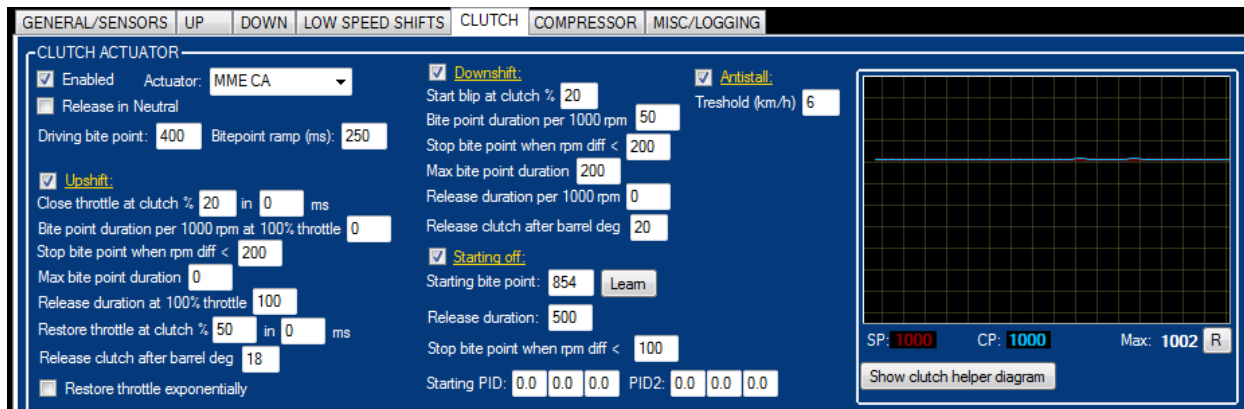 GENERAL/SENSORS UP DOWN LOW SPEED SHIFTS CLUTCH COMPRESSOR MISC/LOGGING
CLUTCH ACTUATOR
Enabled Actuator: MME CA
Release in Neutral
Driving bite point: 400 Bitepoint ramp (ms): 250
Upshift:
Close throttle at clutch % 20 in 0 ms
Bite point duration per 1000 rpm at 100% throttle 0
Stop bite point when rpm diff < 200
Max bite point duration 0
Release duration at 100% throttle 100
Restore throttle at clutch % 50 in 0 ms
Release clutch after barrel deg 18
Restore throttle exponentially
Downshift:
Start blip at clutch % 20
Bite point duration per 1000 rpm 50
Stop bite point when rpm diff < 200
Max bite point duration 200
Release duration per 1000 rpm 0
Release clutch after barrel deg 20
Starting off:
Starting bite point: 854 Learn
Release duration: 500
Stop bite point when rpm diff < 100
Starting PID: 0.0 0.0 0.0 PID2: 0.0 0.0 0.0
Antistall:
Treshold (km/h) 6
SP: 1000 CP: 1000 Max: 1002 R
Show clutch helper diagram